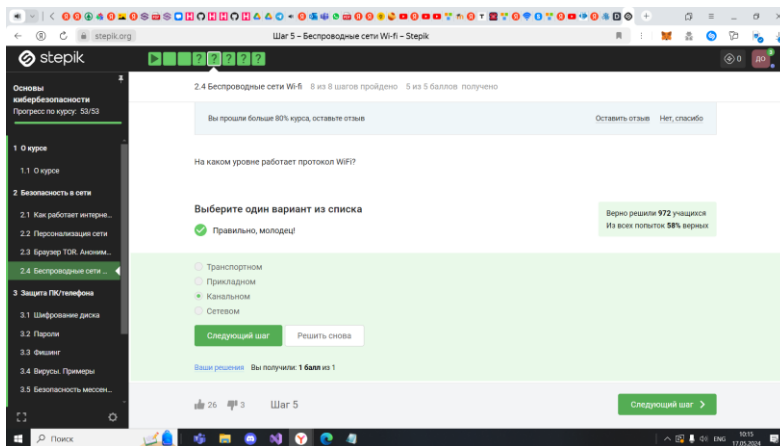 stepik.org
Шаг 5 – Беспроводные сети Wi-fi – Stepik
stepik
0
ДО
Основы
кибербезопасности
Прогресс по курсу: 53/53
2.4 Беспроводные сети Wifi 8 из 8 шагов пройдено 5 из 5 баллов получено
Вы прошли больше 80% курса, оставьте отзыв
Оставить отзыв Нет, спасибо
1 О курсе
1.1 О курсе
2 Безопасность в сети
2.1 Как работает интерне...
2.2 Персонализация сети
2.3 Браузер TOR. Аноним...
2.4 Беспроводные сети ...
3 Защита ПК/телефона
3.1 Шифрование диска
3.2 Пароли
3.3 Фишинг
3.4 Вирусы. Примеры
3.5 Безопасность мессен...
На каком уровне работает протокол WiFi?
Выберите один вариант из списка
Правильно, молодец!
Верно решили 972 учащихся
Из всех попыток 58% верных
Транспортном
Прикладном
Канальном
Сетевом
Следующий шаг
Решить снова
Ваши решения Вы получили: 1 балл из 1
26 3 Шаг 5
Следующий шаг
Поиск
ENG
10:15
17.05.2024